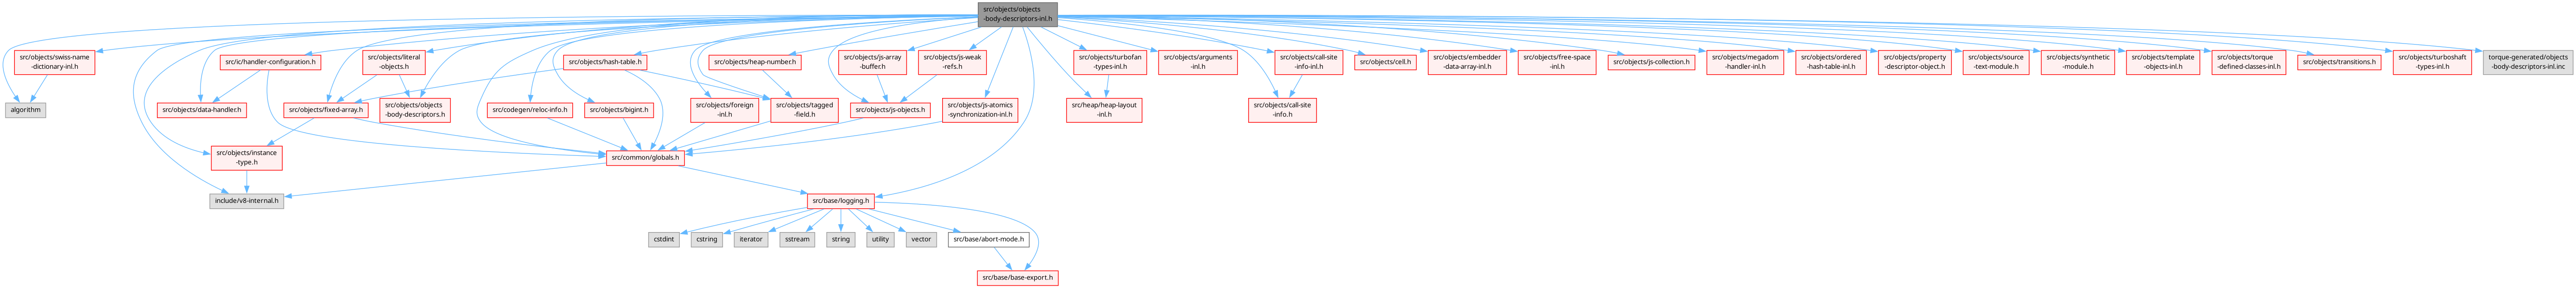 src/objects/objects
-body-descriptors-inl.h
src/objects/swiss-name
-dictionary-inl.h
src/ic/handler-configuration.h
src/objects/literal
-objects.h
src/objects/hash-table.h
src/objects/heap-number.h
src/objects/js-array
-buffer.h
src/objects/js-weak
-refs.h
src/objects/turbofan
-types-inl.h
src/objects/arguments
-inl.h
src/objects/call-site
-info-inl.h
src/objects/cell.h
src/objects/embedder
-data-array-inl.h
src/objects/free-space
-inl.h
src/objects/js-collection.h
src/objects/megadom
-handler-inl.h
src/objects/ordered
-hash-table-inl.h
src/objects/property
-descriptor-object.h
src/objects/source
-text-module.h
src/objects/synthetic
-module.h
src/objects/template
-objects-inl.h
src/objects/torque
-defined-classes-inl.h
src/objects/transitions.h
src/objects/turboshaft
-types-inl.h
torque-generated/objects
-body-descriptors-inl.inc
algorithm
src/objects/data-handler.h
src/objects/fixed-array.h
src/objects/objects
-body-descriptors.h
src/codegen/reloc-info.h
src/objects/bigint.h
src/objects/foreign
-inl.h
src/objects/tagged
-field.h
src/objects/js-objects.h
src/objects/js-atomics
-synchronization-inl.h
src/heap/heap-layout
-inl.h
src/objects/call-site
-info.h
src/objects/instance
-type.h
src/common/globals.h
include/v8-internal.h
src/base/logging.h
cstdint
cstring
iterator
sstream
string
utility
vector
src/base/abort-mode.h
src/base/base-export.h